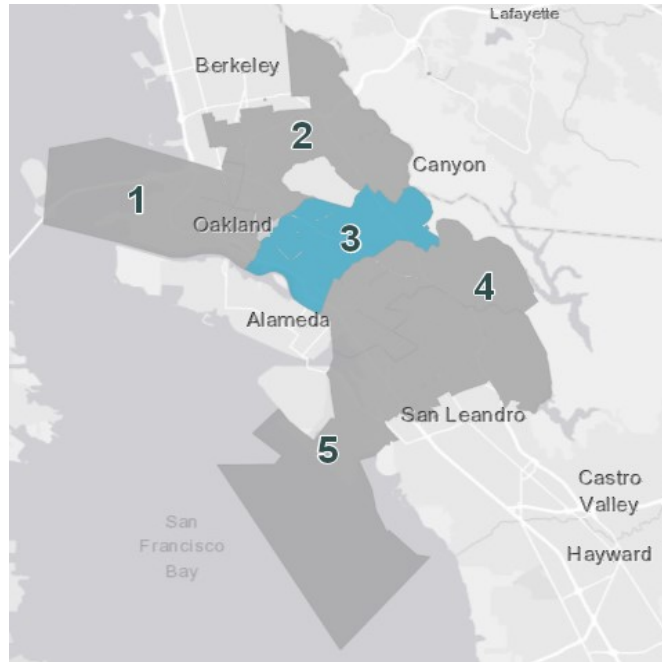 Lafayette
Berkeley
2
Canyon
1
Oakland
3
4
Alameda
San Leandro
5
Castro
Valley
San
Francisco
Bay
Hayward